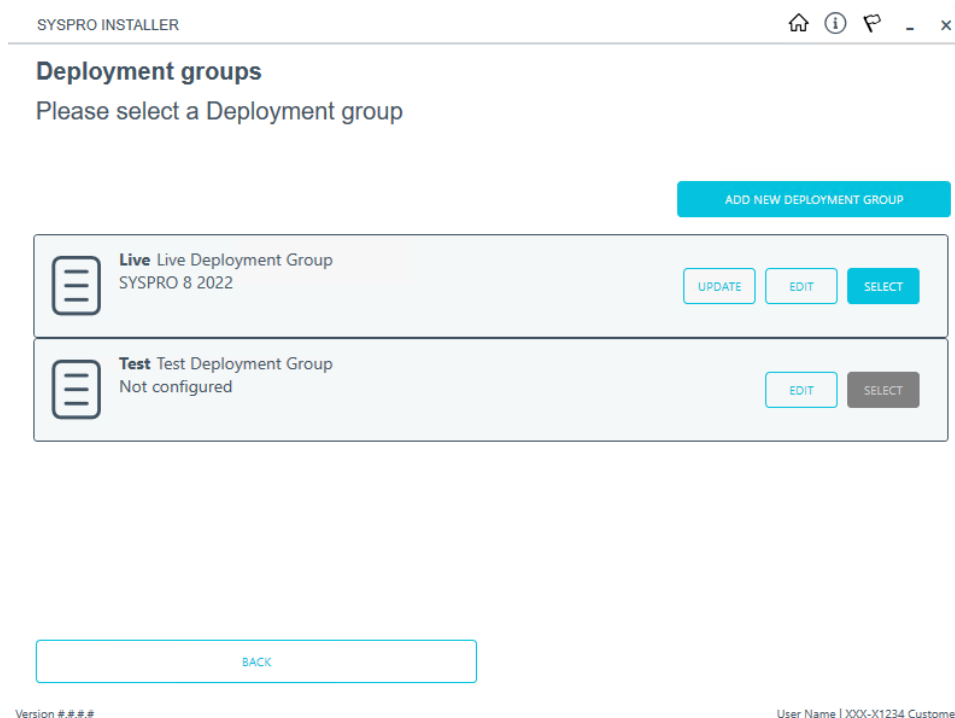 SYSPRO INSTALLER
Deployment groups
Please select a Deployment group
ADD NEW DEPLOYMENT GROUP
Live Live Deployment Group
SYSPRO 8 2022
UPDATE EDIT SELECT
Test Test Deployment Group
Not configured
EDIT SELECT
BACK
Version #.#.#.# User Name | XXX-X1234 Custome